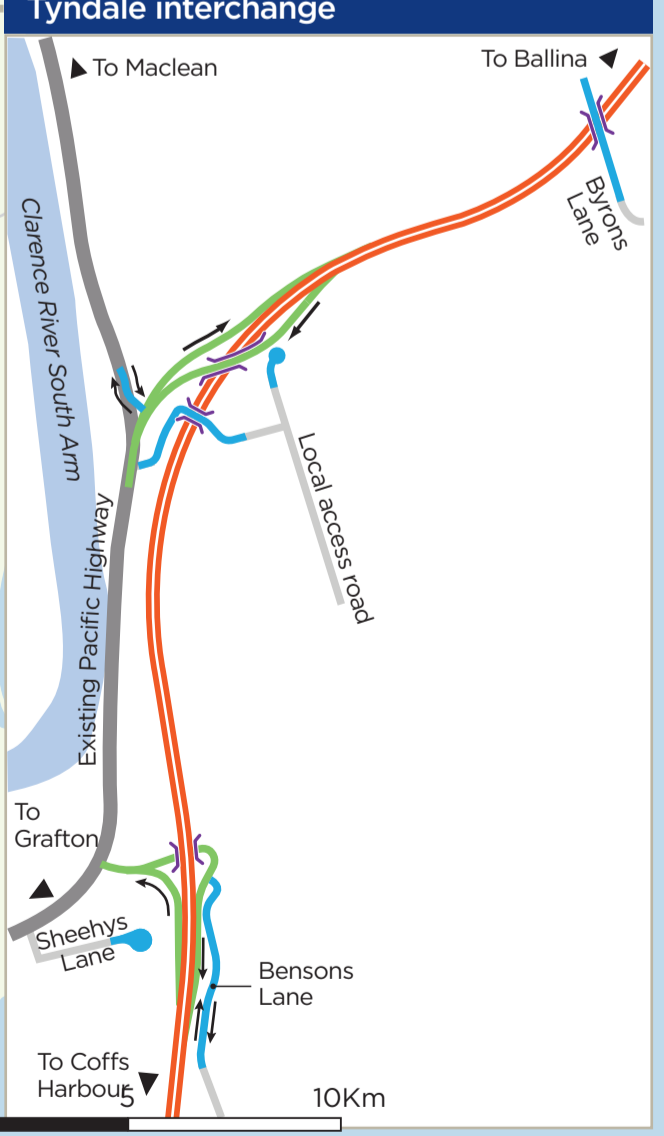 Tyndale interchange
To Maclean
To Ballina
Byrons
Lane
Clarence River South Arm
Local access road
Existing Pacific Highway
To
Grafton
Sheehys
Lane
Bensons
Lane
To Coffs
Harbour
5
10Km